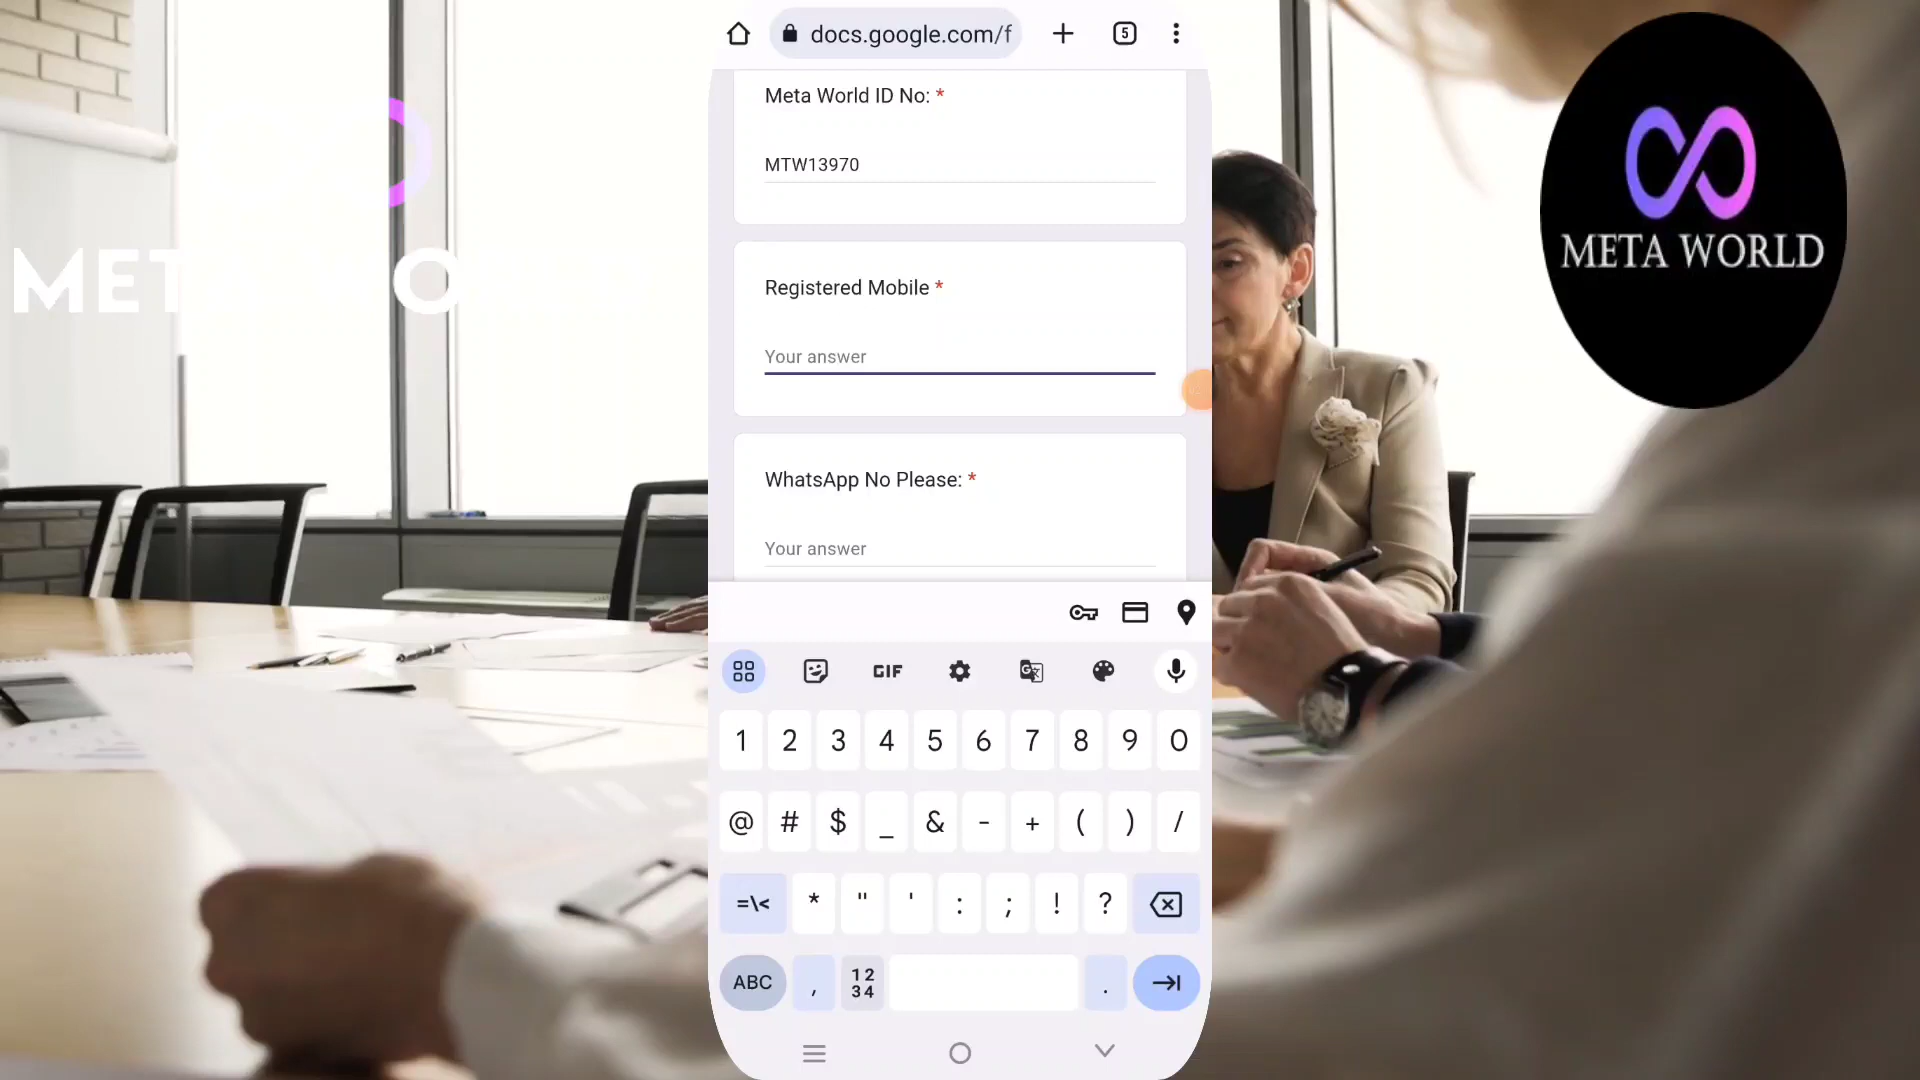 docs.google.com/f
5
Meta World ID No: *
MTW13970
Registered Mobile *
Your answer
WhatsApp No Please: *
Your answer
META WORLD
GIF
1 2 3 4 5 6 7 8 9 0
@ # $ _ & - + ( ) /
=\< * " ' : ; ! ?
ABC , 12 34 .